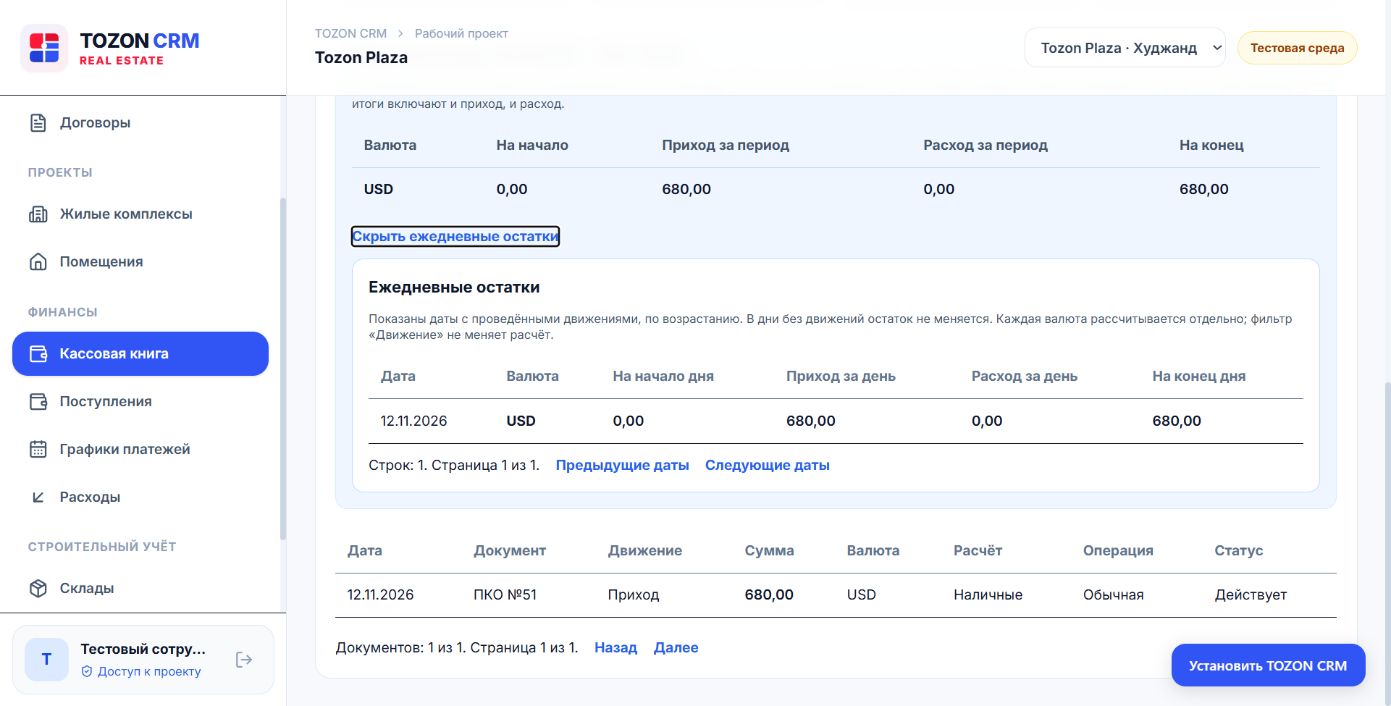 TOZON CRM
REAL ESTATE
Договоры
ПРОЕКТЫ
Жилые комплексы
Помещения
ФИНАНСЫ
Кассовая книга
Поступления
Графики платежей
Расходы
СТРОИТЕЛЬНЫЙ УЧЁТ
Склады
Т
Тестовый сотру...
Доступ к проекту
TOZON CRM > Рабочий проект
Tozon Plaza
Tozon Plaza · Худжанд
Тестовая среда
итоги включают и приход, и расход.
Валюта На начало Приход за период Расход за период На конец
USD 0,00 680,00 0,00 680,00
Скрыть ежедневные остатки
Ежедневные остатки
Показаны даты с проведёнными движениями, по возрастанию. В дни без движений остаток не меняется. Каждая валюта рассчитывается отдельно; фильтр
«Движение» не меняет расчёт.
Дата Валюта На начало дня Приход за день Расход за день На конец дня
12.11.2026 USD 0,00 680,00 0,00 680,00
Строк: 1. Страница 1 из 1. Предыдущие даты Следующие даты
Дата Документ Движение Сумма Валюта Расчёт Операция Статус
12.11.2026 ПКО №51 Приход 680,00 USD Наличные Обычная Действует
Документов: 1 из 1. Страница 1 из 1. Назад Далее
Установить TOZON CRM